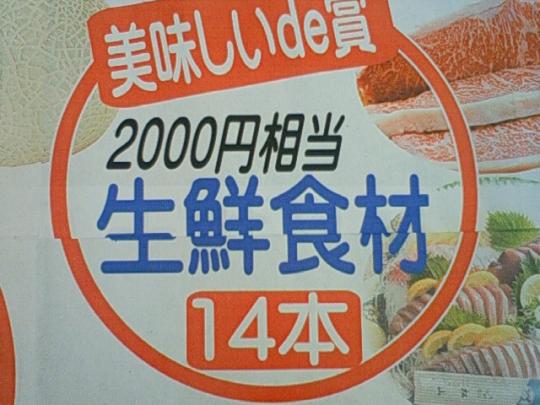 美味しいde賞
2000円相当
生鮮食材
14本